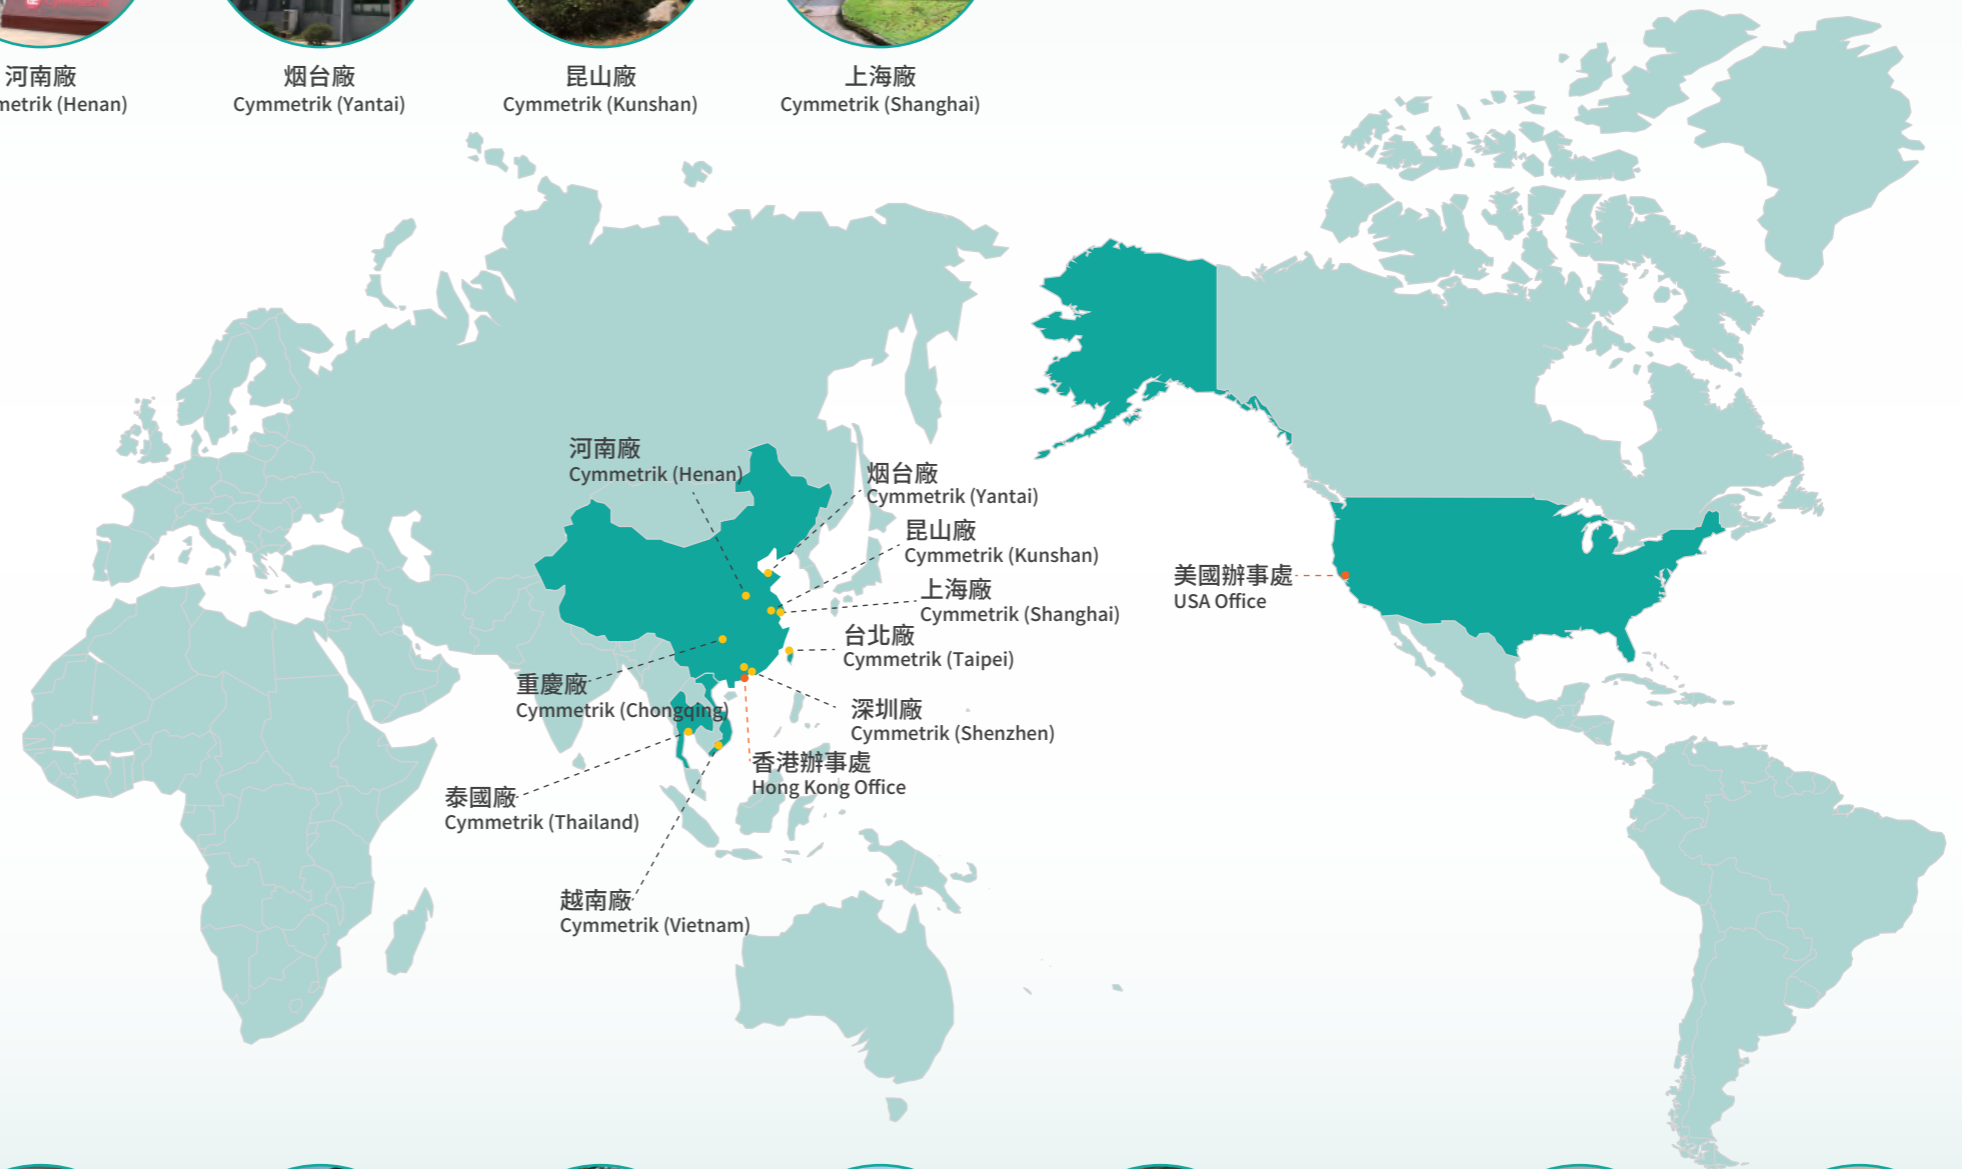 河南廠
metrik (Henan)
烟台廠
Cymmetrik (Yantai)
昆山廠
Cymmetrik (Kunshan)
上海廠
Cymmetrik (Shanghai)
河南廠
Cymmetrik (Henan)
烟台廠
Cymmetrik (Yantai)
昆山廠
Cymmetrik (Kunshan)
上海廠
Cymmetrik (Shanghai)
美國辦事處
USA Office
台北廠
Cymmetrik (Taipei)
重慶廠
Cymmetrik (Chongqing)
深圳廠
Cymmetrik (Shenzhen)
香港辦事處
Hong Kong Office
泰國廠
Cymmetrik (Thailand)
越南廠
Cymmetrik (Vietnam)